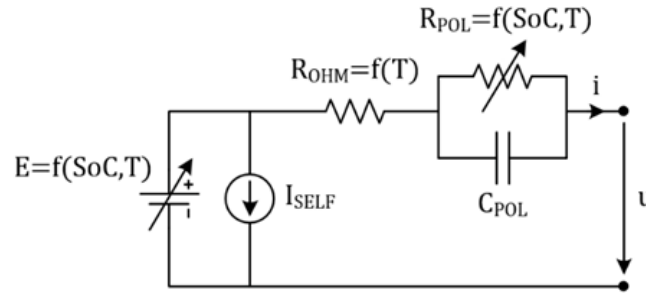 R_POL=f(SoC,T)
R_OHM=f(T)
i
E=f(SoC,T)
+
-
I_SELF
C_POL
u